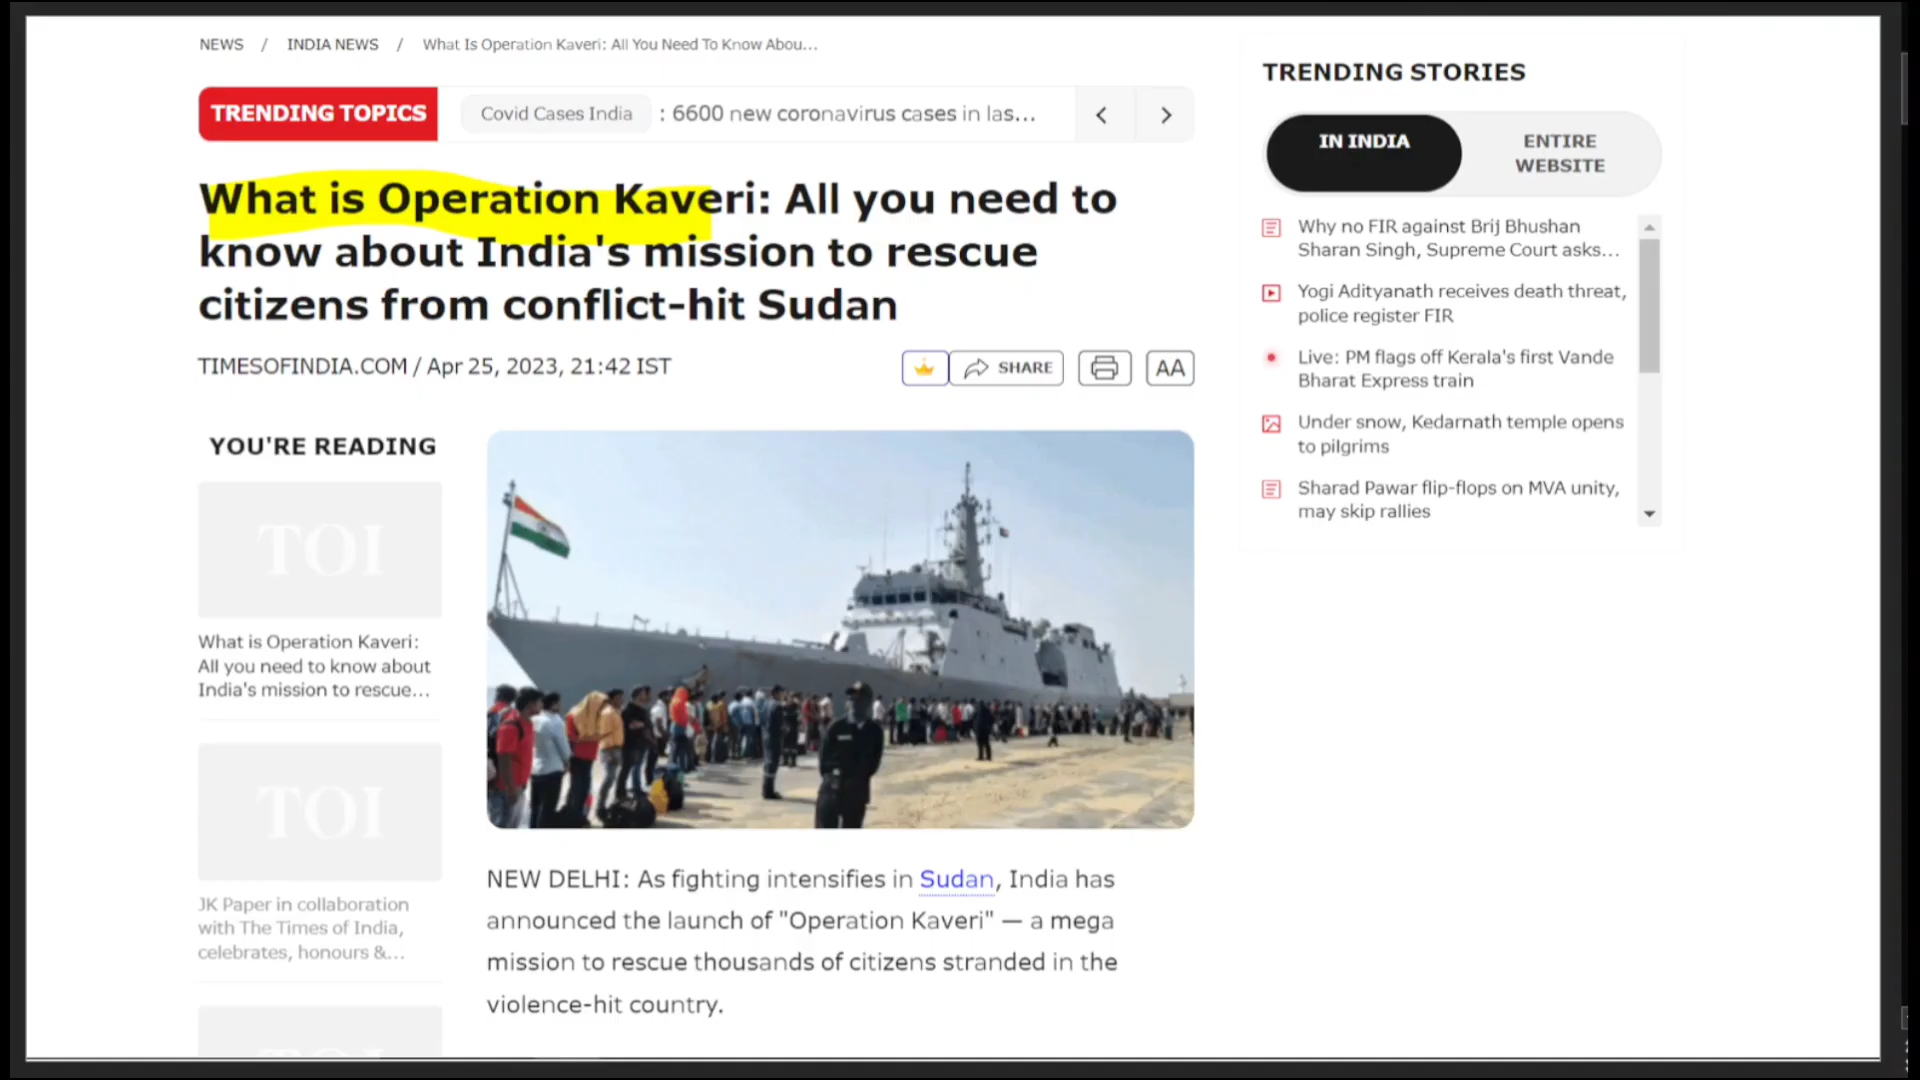 NEWS / INDIA NEWS / What Is Operation Kaveri: All You Need To Know Abou...
TRENDING TOPICS
Covid Cases India : 6600 new coronavirus cases in las...
What is Operation Kaveri: All you need to
know about India's mission to rescue
citizens from conflict-hit Sudan
TIMESOFINDIA.COM / Apr 25, 2023, 21:42 IST
SHARE
AA
YOU'RE READING
TOI
What is Operation Kaveri:
All you need to know about
India's mission to rescue...
TOI
JK Paper in collaboration
with The Times of India,
celebrates, honours &...
TOI
NEW DELHI: As fighting intensifies in Sudan, India has
announced the launch of "Operation Kaveri" — a mega
mission to rescue thousands of citizens stranded in the
violence-hit country.
TRENDING STORIES
IN INDIA
ENTIRE
WEBSITE
Why no FIR against Brij Bhushan
Sharan Singh, Supreme Court asks...
Yogi Adityanath receives death threat,
police register FIR
Live: PM flags off Kerala's first Vande
Bharat Express train
Under snow, Kedarnath temple opens
to pilgrims
Sharad Pawar flip-flops on MVA unity,
may skip rallies